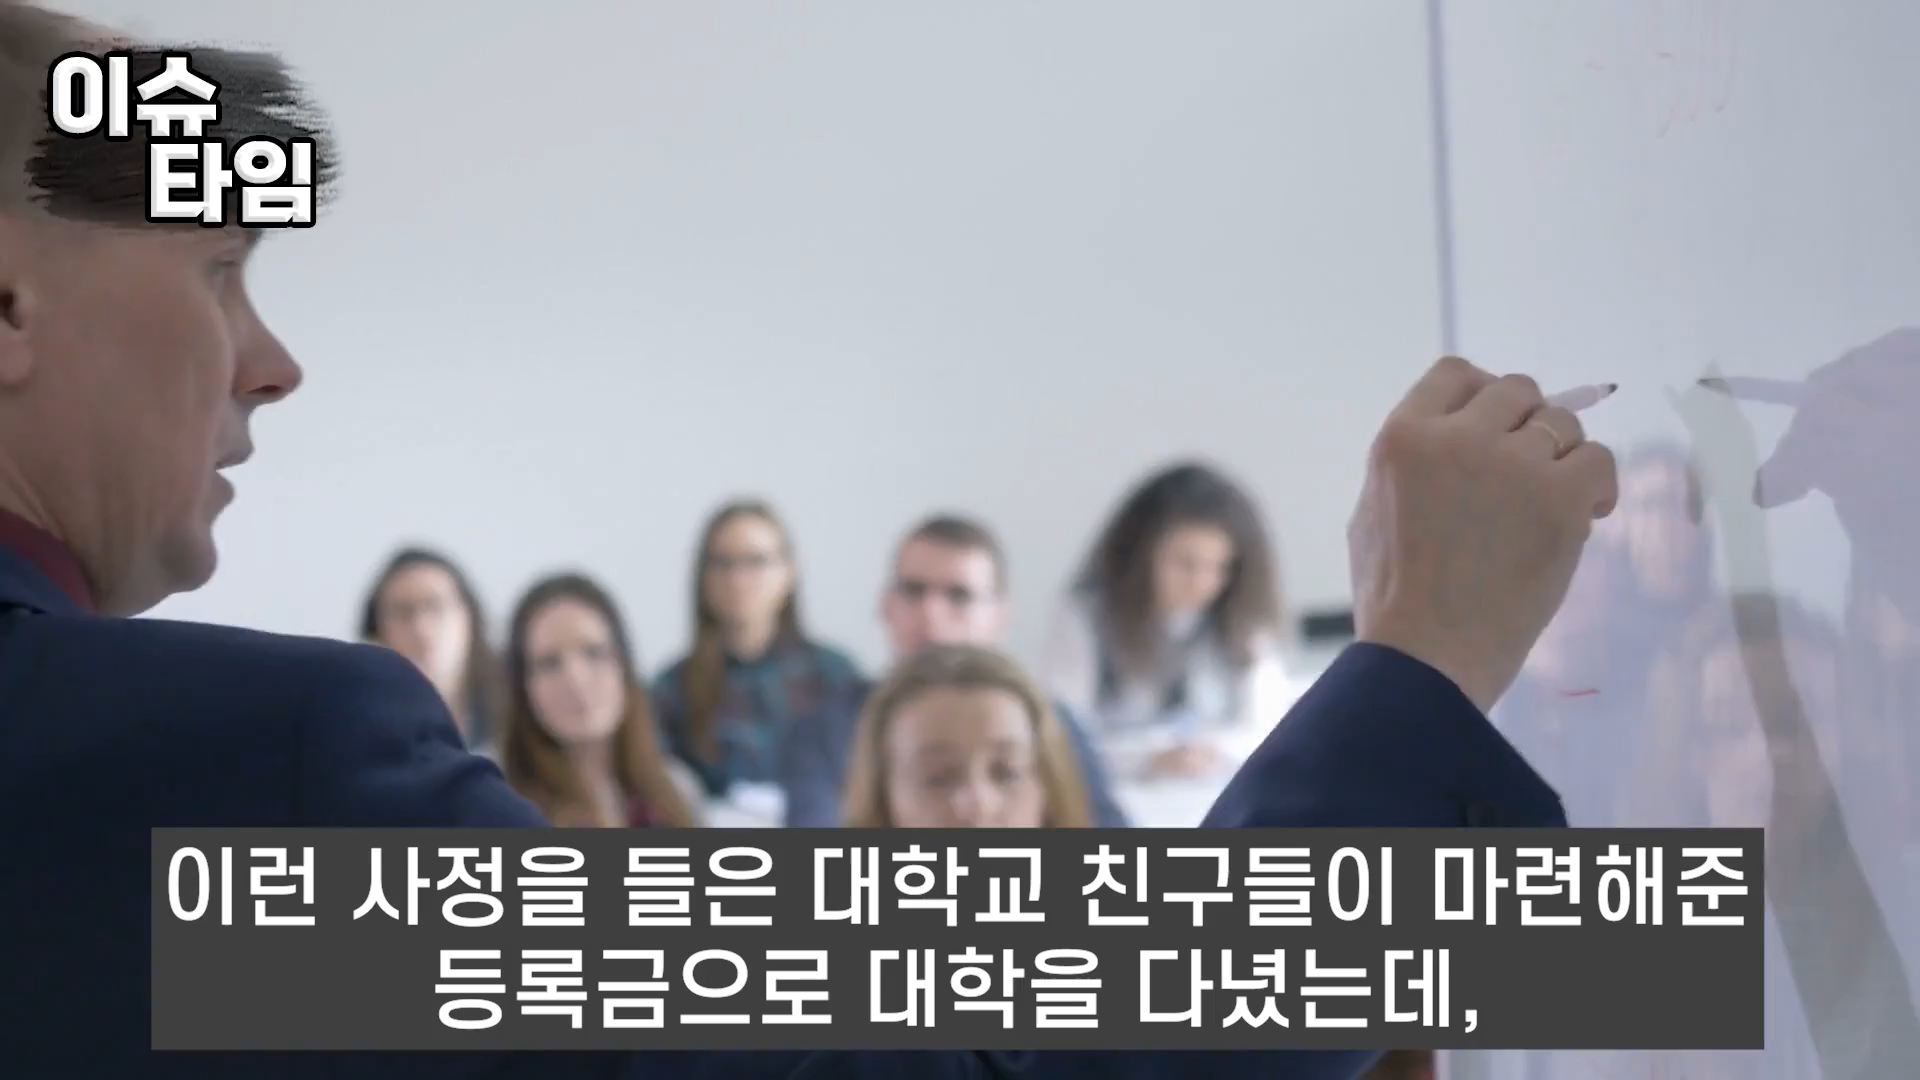 이슈
타임
이런 사정을 들은 대학교 친구들이 마련해준
등록금으로 대학을 다녔는데,